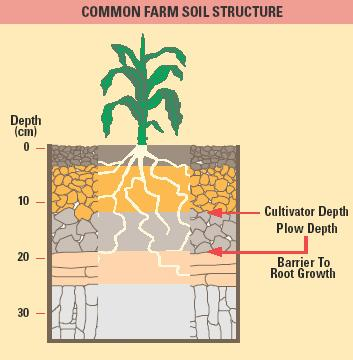 COMMON FARM SOIL STRUCTURE
Depth
(cm)
0
10
20
30
Cultivator Depth
Plow Depth
Barrier To
Root Growth